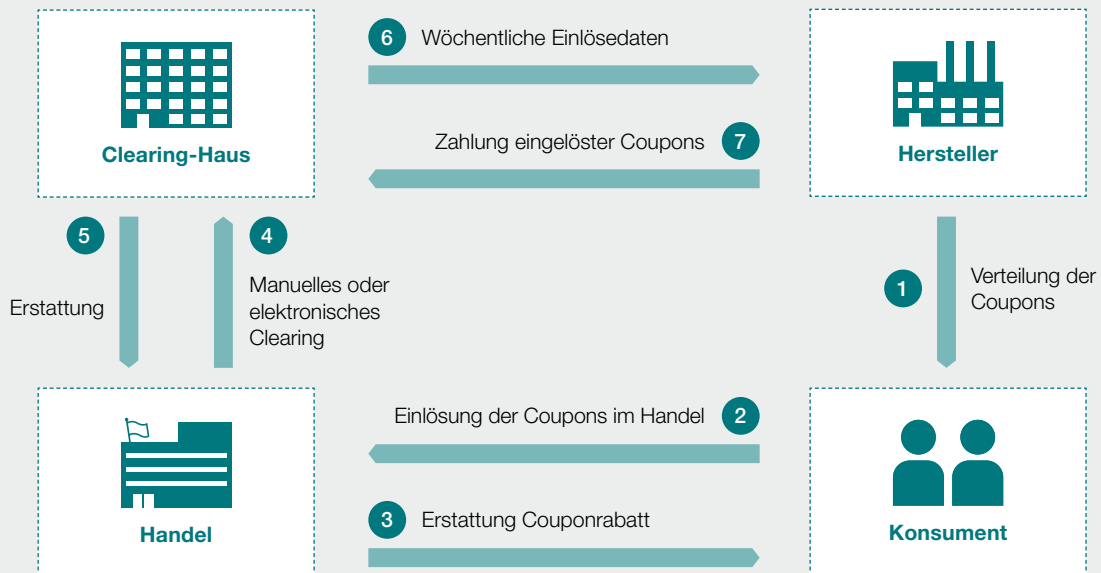 6 Wöchentliche Einlösedaten
Clearing-Haus
Zahlung eingelöster Coupons 7
Hersteller
5
4
Erstattung
Manuelles oder
elektronisches
Clearing
1
Verteilung der
Coupons
Einlösung der Coupons im Handel 2
Handel
3 Erstattung Couponrabatt
Konsument